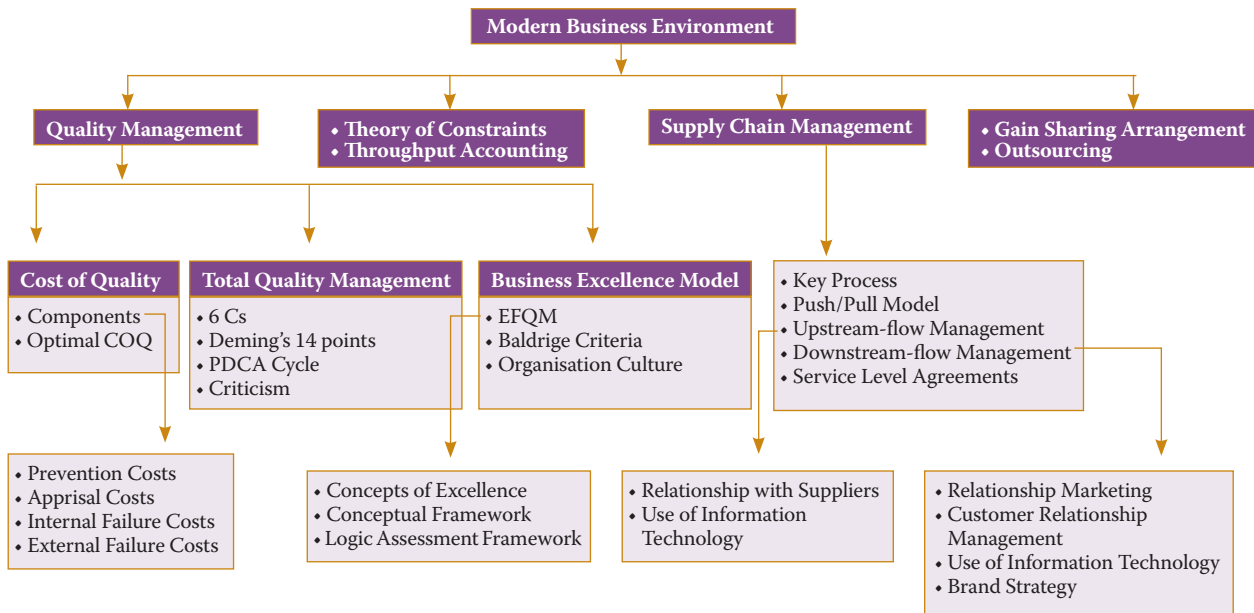 Modern Business Environment
Quality Management
• Theory of Constraints
• Throughput Accounting
Supply Chain Management
• Gain Sharing Arrangement
• Outsourcing
Cost of Quality
• Components
• Optimal COQ
Total Quality Management
• 6 Cs
• Deming's 14 points
• PDCA Cycle
• Criticism
Business Excellence Model
• EFQM
• Baldrige Criteria
• Organisation Culture
• Key Process
• Push/Pull Model
• Upstream-flow Management
• Downstream-flow Management
• Service Level Agreements
• Prevention Costs
• Apprisal Costs
• Internal Failure Costs
• External Failure Costs
• Concepts of Excellence
• Conceptual Framework
• Logic Assessment Framework
• Relationship with Suppliers
• Use of Information
Technology
• Relationship Marketing
• Customer Relationship
Management
• Use of Information Technology
• Brand Strategy